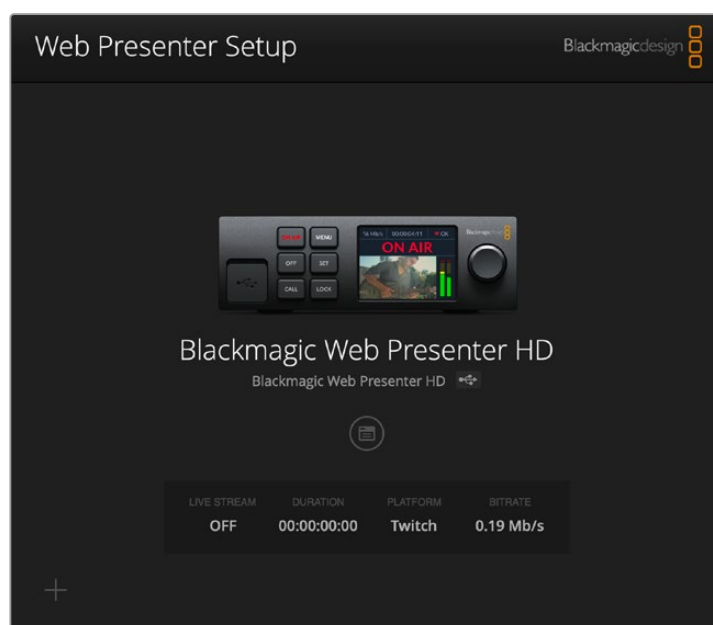 Web Presenter Setup
Blackmagicdesign
ON AIR
MENU
OFF
SET
CALL
LOCK
ON AIR
Blackmagic Web Presenter HD
Blackmagic Web Presenter HD
LIVE STREAM DURATION PLATFORM BITRATE
OFF 00:00:00:00 Twitch 0.19 Mb/s